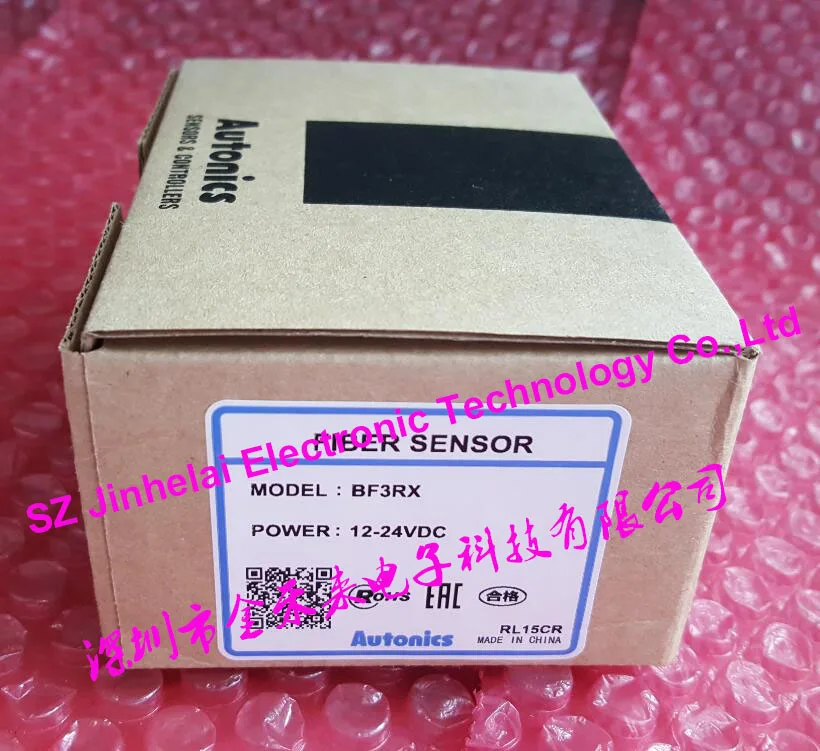 Autonics
SENSORS & CONTROLLERS
SZ Jinhelai Electronic Technology Co.,Ltd
FIBER SENSOR
MODEL : BF3RX
POWER : 12-24VDC
深圳市金禾来电子科技有限公司
RoHS EAC 合格
Autonics
RL15CR
MADE IN CHINA